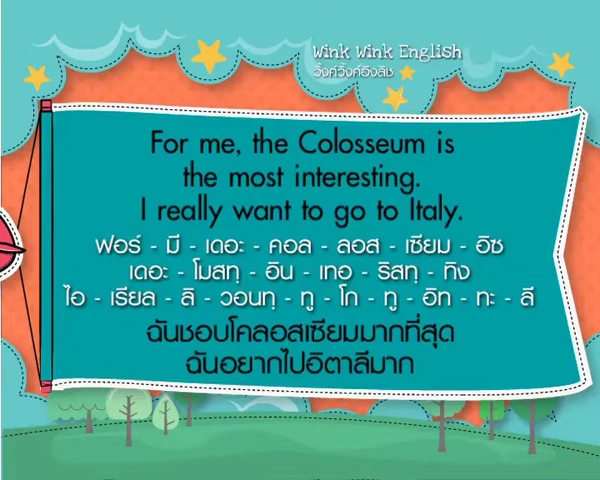 Wink Wink English
วิ้งค์วิ้งค์อิงลิช
For me, the Colosseum is
the most interesting.
I really want to go to Italy.
ฟอร์ - มี - เดอะ - คอล - ลอส - เซียม - อิซ
เดอะ - โมสทฺ - อิน - เทอ - ริสทฺ - ทิง
ไอ - เรียล - ลิ - วอนทฺ - ทู - โก - ทู - อิท - ทะ - ลี
ฉันชอบโคลอสเซียมมากที่สุด
ฉันอยากไปอิตาลีมาก